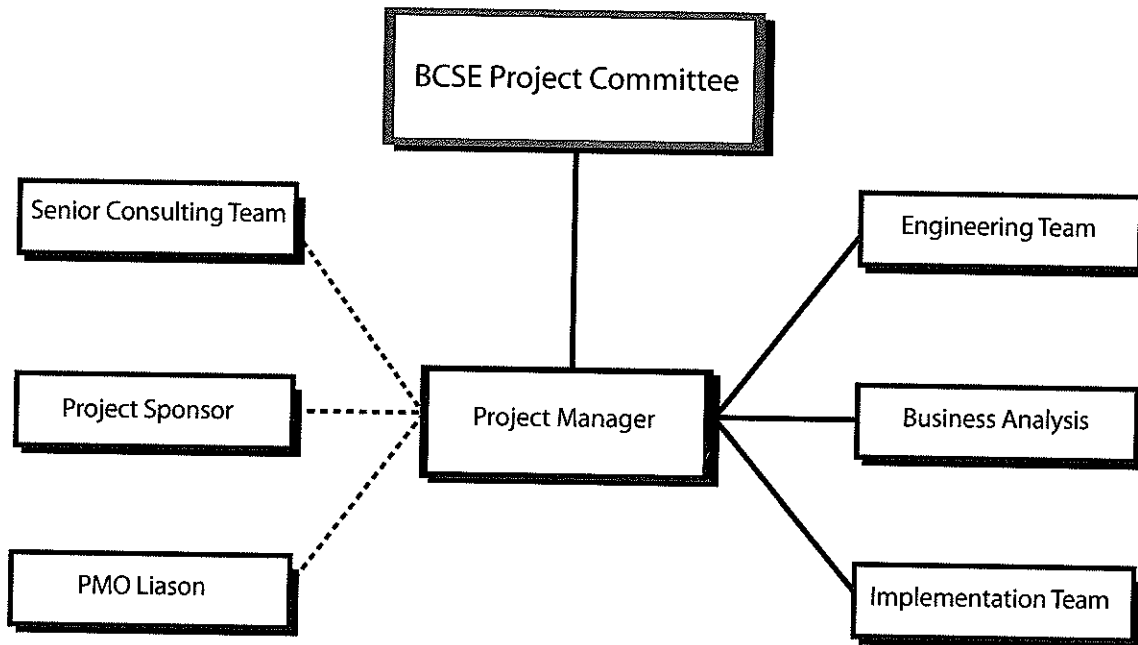 BCSE Project Committee
Senior Consulting Team
Engineering Team
Project Sponsor
Project Manager
Business Analysis
PMO Liason
Implementation Team